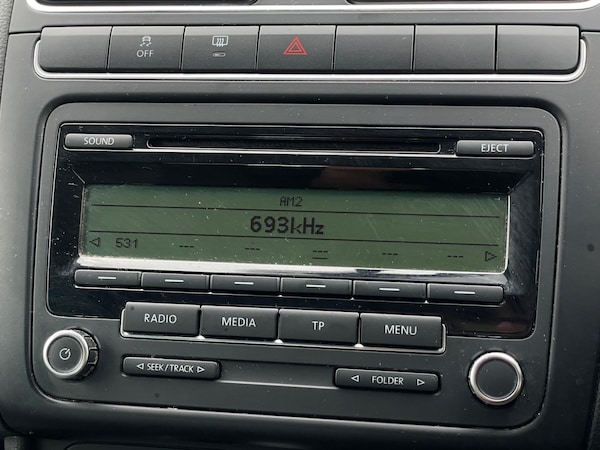 OFF
SOUND
EJECT
AM2
693kHz
531 --- --- --- --- ---
RADIO MEDIA TP MENU
SEEK/TRACK FOLDER